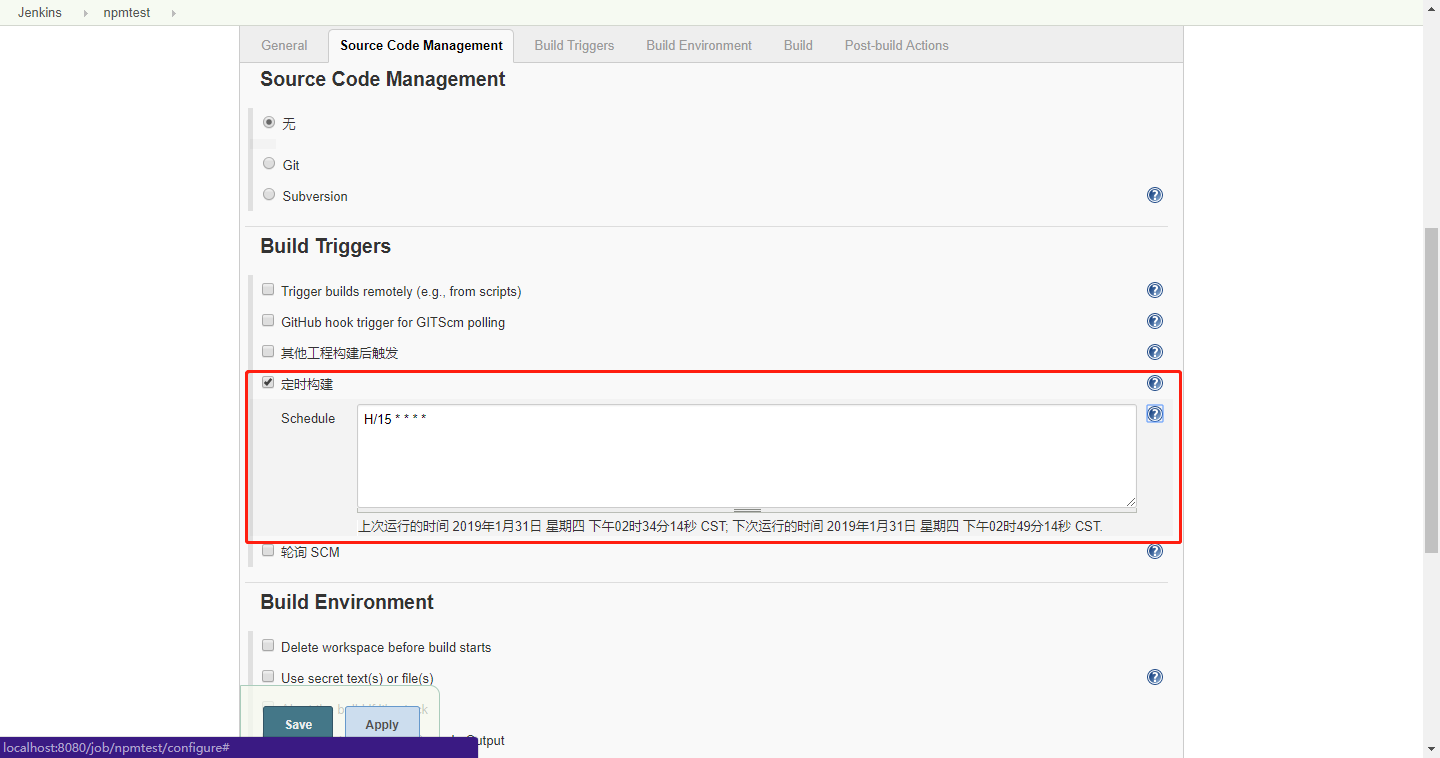 Jenkins npmtest
General Source Code Management Build Triggers Build Environment Build Post-build Actions
Source Code Management
无
Git
Subversion
Build Triggers
Trigger builds remotely (e.g., from scripts)
GitHub hook trigger for GITScm polling
其他工程构建后触发
定时构建
Schedule H/15 * * * *
上次运行的时间 2019年1月31日 星期四 下午02时34分14秒 CST; 下次运行的时间 2019年1月31日 星期四 下午02时49分14秒 CST.
轮询 SCM
Build Environment
Delete workspace before build starts
Use secret text(s) or file(s)
Save Apply
Output
localhost:8080/job/npmtest/configure#